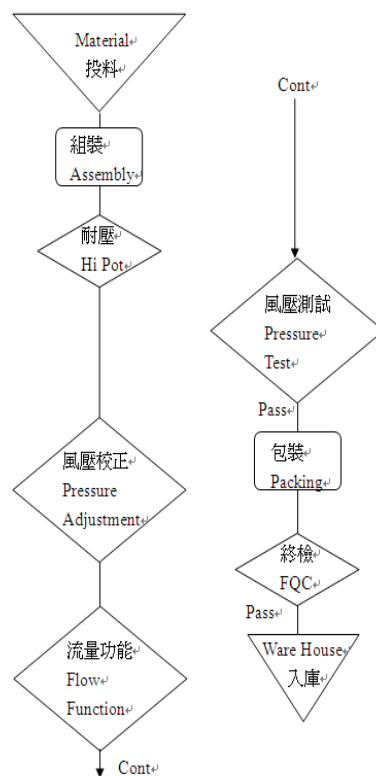 Material
投料
組裝
Assembly
耐壓
Hi Pot
風壓校正
Pressure
Adjustment
流量功能
Flow
Function
Cont
Cont
風壓測試
Pressure
Test
Pass
包裝
Packing
終檢
FQC
Pass
Ware House
入庫